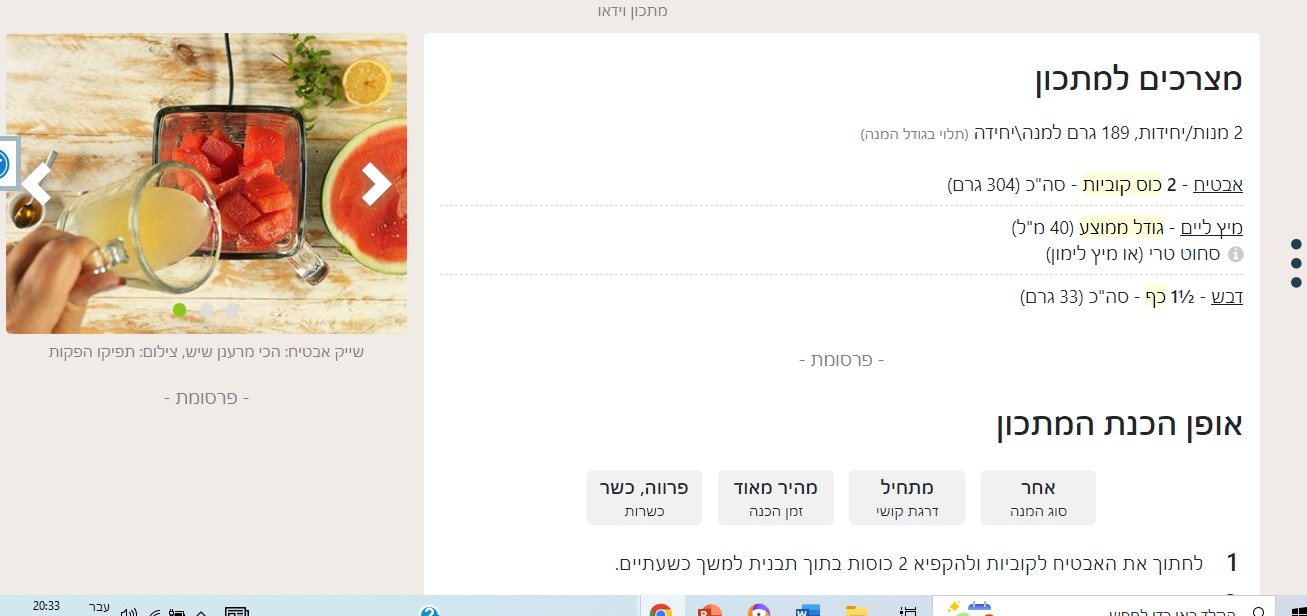 מתכון וידאו
מצרכים למתכון
2 מנות/יחידות, 189 גרם למנה\יחידה (תלוי בגודל המנה)
אבטיח - 2 כוס קוביות - סה"כ (304 גרם)
מיץ ליים - גודל ממוצע (40 מ"ל)
סחוט טרי (או מיץ לימון)
דבש - 1½ כף - סה"כ (33 גרם)
- פרסומת -
שייק אבטיח: הכי מרענן שיש, צילום: תפיקו הפקות
- פרסומת -
אופן הכנת המתכון
אחר
סוג המנה
מתחיל
דרגת קושי
מהיר מאוד
זמן הכנה
פרווה, כשר
כשרות
1 לחתוך את האבטיח לקוביות ולהקפיא 2 כוסות בתוך תבנית למשך כשעתיים.
הקלד כאן כדי לחפש
עבר
20:33